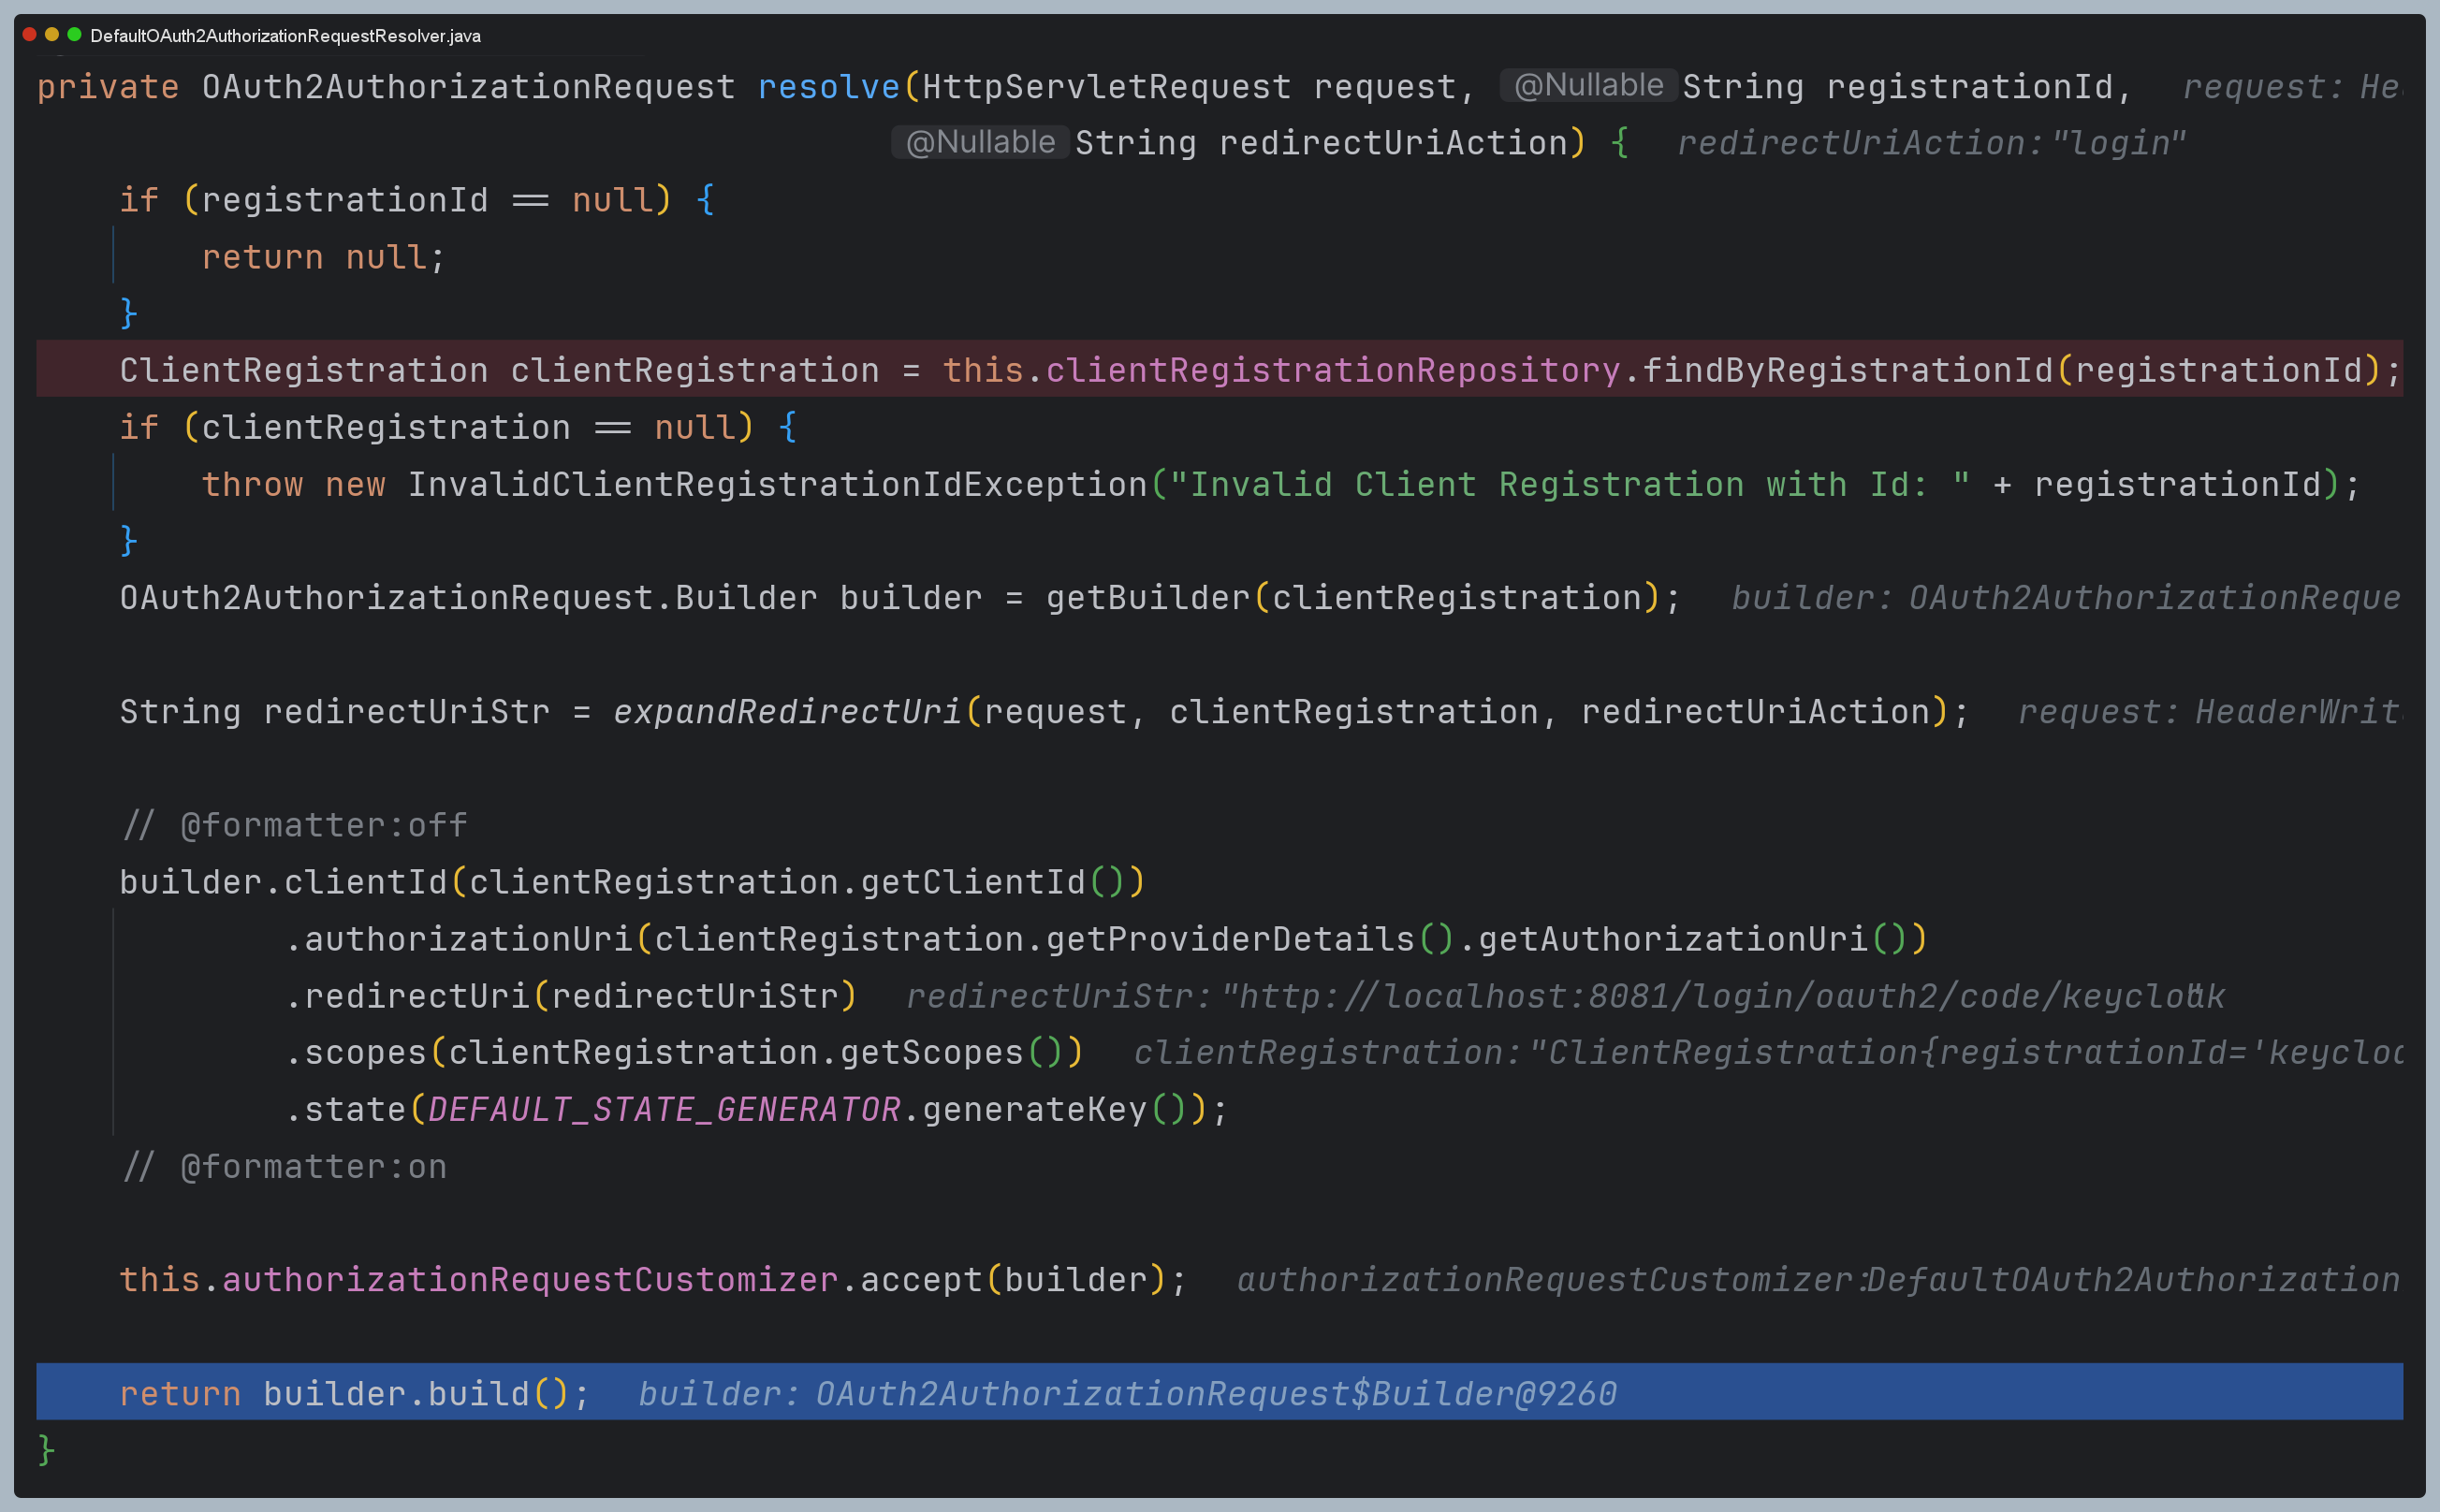 DefaultOAuth2AuthorizationRequestResolver.java
private OAuth2AuthorizationRequest resolve(HttpServletRequest request, @Nullable String registrationId, request: He
@Nullable String redirectUriAction) { redirectUriAction: "login"
if (registrationId == null) {
return null;
}
ClientRegistration clientRegistration = this.clientRegistrationRepository.findByRegistrationId(registrationId);
if (clientRegistration == null) {
throw new InvalidClientRegistrationIdException("Invalid Client Registration with Id: " + registrationId);
}
OAuth2AuthorizationRequest.Builder builder = getBuilder(clientRegistration); builder: OAuth2AuthorizationReque
String redirectUriStr = expandRedirectUri(request, clientRegistration, redirectUriAction); request: HeaderWrit
// @formatter:off
builder.clientId(clientRegistration.getClientId())
.authorizationUri(clientRegistration.getProviderDetails().getAuthorizationUri())
.redirectUri(redirectUriStr) redirectUriStr: "http://localhost:8081/login/oauth2/code/keycloak"
.scopes(clientRegistration.getScopes()) clientRegistration: "ClientRegistration{registrationId='keycloa
.state(DEFAULT_STATE_GENERATOR.generateKey());
// @formatter:on
this.authorizationRequestCustomizer.accept(builder); authorizationRequestCustomizer: DefaultOAuth2Authorization
return builder.build(); builder: OAuth2AuthorizationRequest$Builder@9260
}